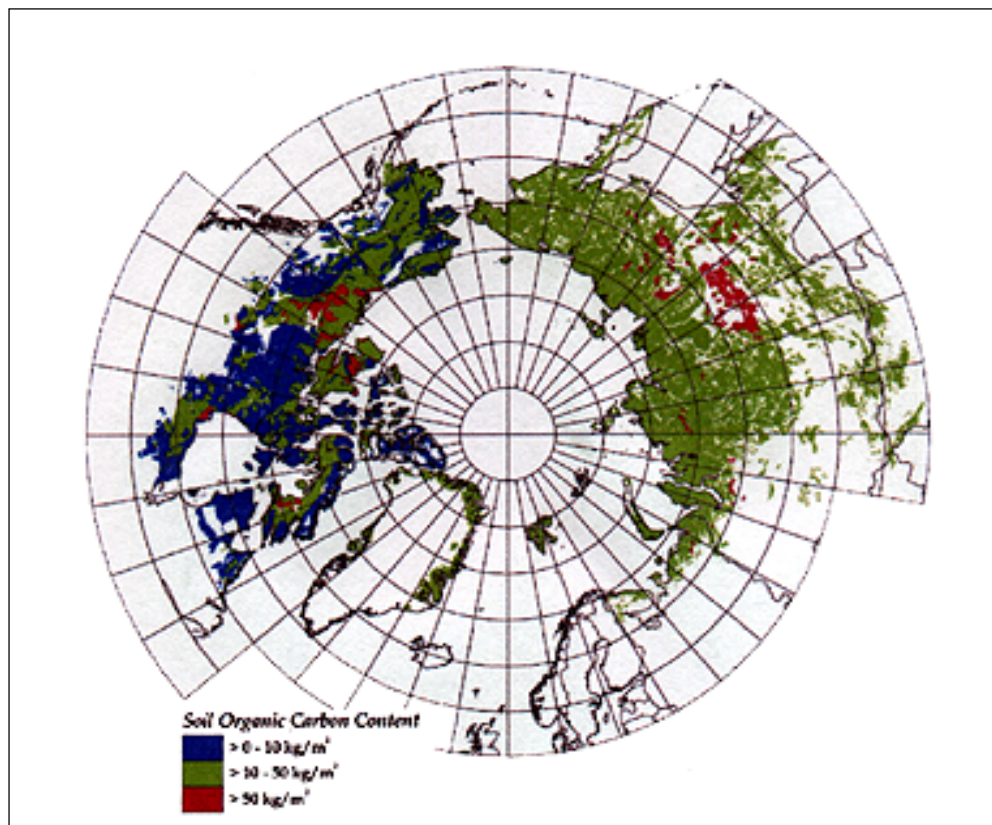 Soil Organic Carbon Content
> 0 - 10 kg/m²
> 10 - 50 kg/m²
> 50 kg/m²